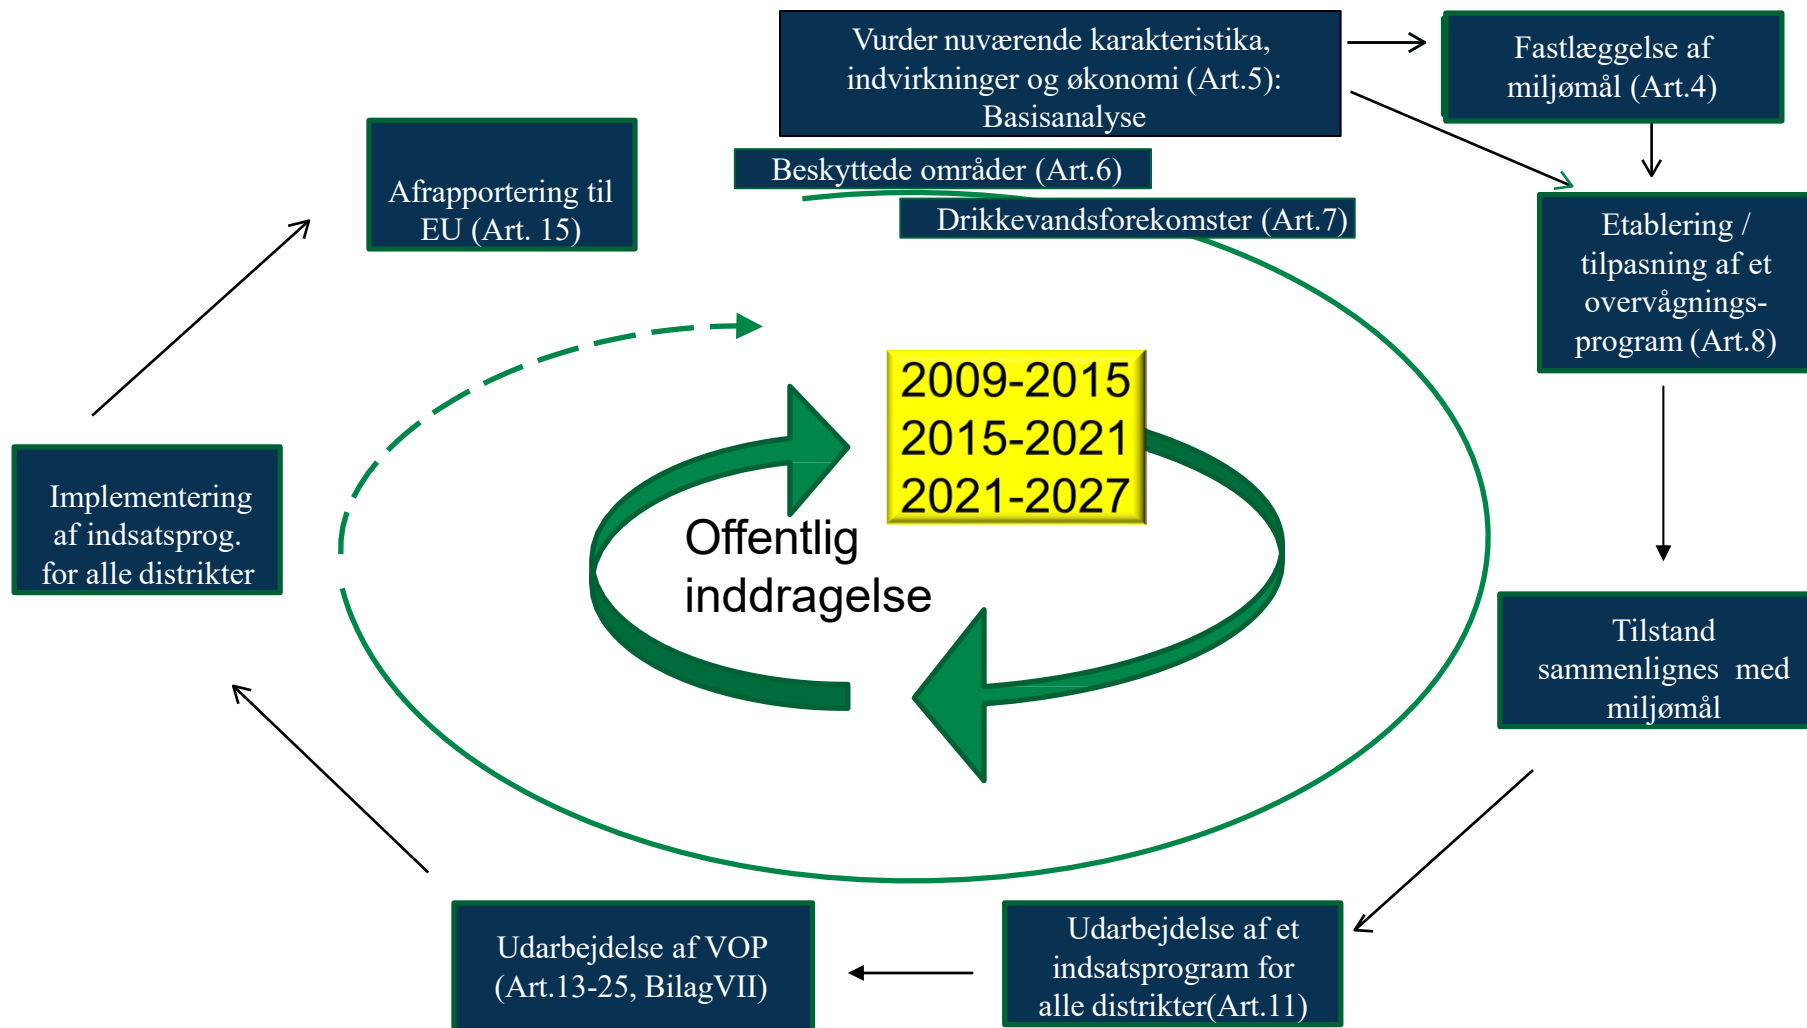 Vurder nuværende karakteristika,
indvirkninger og økonomi (Art.5):
Basisanalyse
Fastlæggelse af
miljømål (Art.4)
Beskyttede områder (Art.6)
Drikkevandsforekomster (Art.7)
Etablering /
tilpasning af et
overvågnings-
program (Art.8)
Tilstand
sammenlignes med
miljømål
Udarbejdelse af et
indsatsprogram for
alle distrikter(Art.11)
Udarbejdelse af VOP
(Art.13-25, BilagVII)
Implementering
af indsatsprog.
for alle distrikter
Afrapportering til
EU (Art. 15)
2009-2015
2015-2021
2021-2027
Offentlig
inddragelse